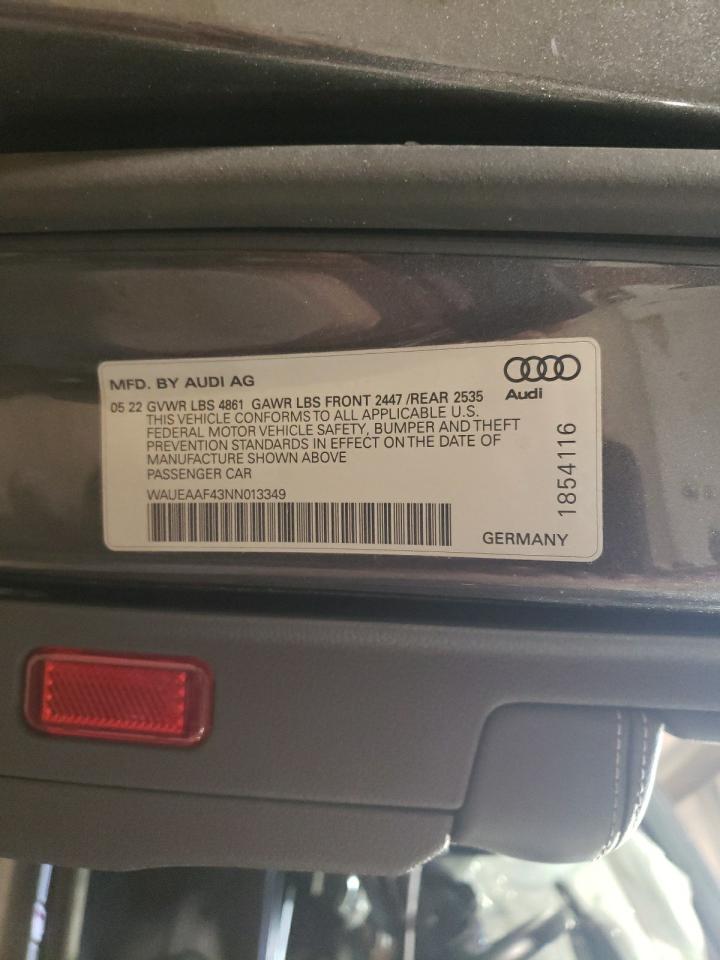 MFD. BY AUDI AG
Audi
05 22 GVWR LBS 4861 GAWR LBS FRONT 2447 /REAR 2535
THIS VEHICLE CONFORMS TO ALL APPLICABLE U.S.
FEDERAL MOTOR VEHICLE SAFETY, BUMPER AND THEFT
PREVENTION STANDARDS IN EFFECT ON THE DATE OF
MANUFACTURE SHOWN ABOVE
PASSENGER CAR
WAUEAAF43NN013349
1854116
GERMANY